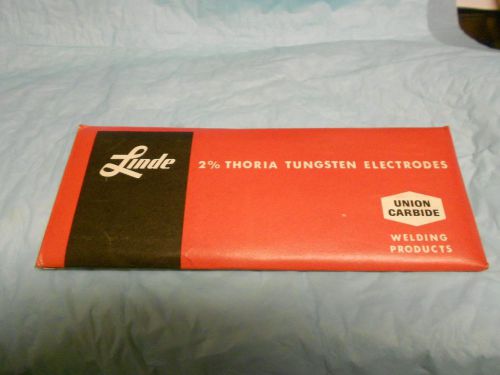 Linde
2% THORIA TUNGSTEN ELECTRODES
UNION
CARBIDE
WELDING
PRODUCTS